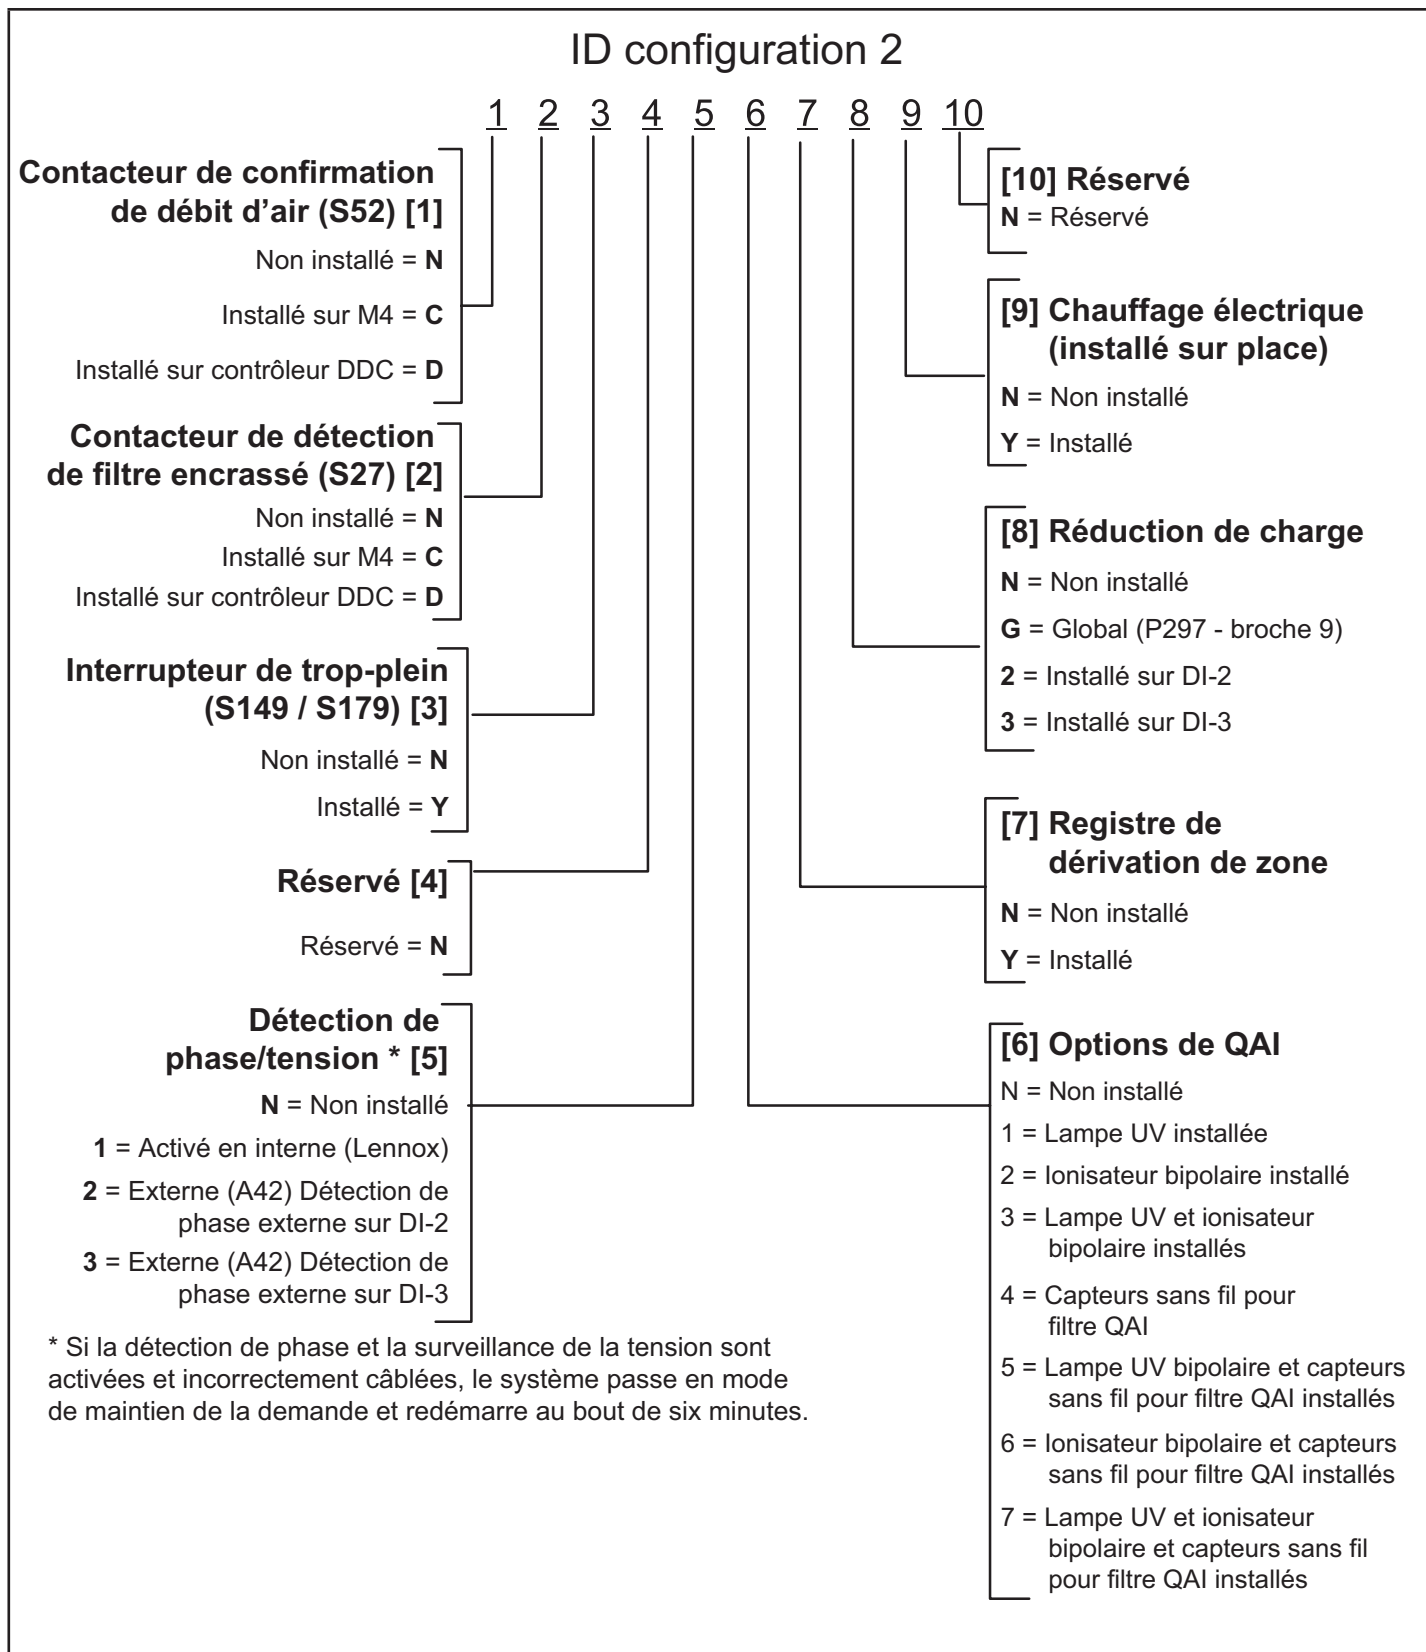 ID configuration 2
1 2 3 4 5 6 7 8 9 10
Contacteur de confirmation
de débit d'air (S52) [1]
Non installé = N
Installé sur M4 = C
Installé sur contrôleur DDC = D
Contacteur de détection
de filtre encrassé (S27) [2]
Non installé = N
Installé sur M4 = C
Installé sur contrôleur DDC = D
Interrupteur de trop-plein
(S149 / S179) [3]
Non installé = N
Installé = Y
Réservé [4]
Réservé = N
Détection de
phase/tension * [5]
N = Non installé
1 = Activé en interne (Lennox)
2 = Externe (A42) Détection de
phase externe sur DI-2
3 = Externe (A42) Détection de
phase externe sur DI-3
* Si la détection de phase et la surveillance de la tension sont
activées et incorrectement câblées, le système passe en mode
de maintien de la demande et redémarre au bout de six minutes.
[10] Réservé
N = Réservé
[9] Chauffage électrique
(installé sur place)
N = Non installé
Y = Installé
[8] Réduction de charge
N = Non installé
G = Global (P297 - broche 9)
2 = Installé sur DI-2
3 = Installé sur DI-3
[7] Registre de
dérivation de zone
N = Non installé
Y = Installé
[6] Options de QAI
N = Non installé
1 = Lampe UV installée
2 = Ionisateur bipolaire installé
3 = Lampe UV et ionisateur
bipolaire installés
4 = Capteurs sans fil pour
filtre QAI
5 = Lampe UV bipolaire et capteurs
sans fil pour filtre QAI installés
6 = Ionisateur bipolaire et capteurs
sans fil pour filtre QAI installés
7 = Lampe UV et ionisateur
bipolaire et capteurs sans fil
pour filtre QAI installés